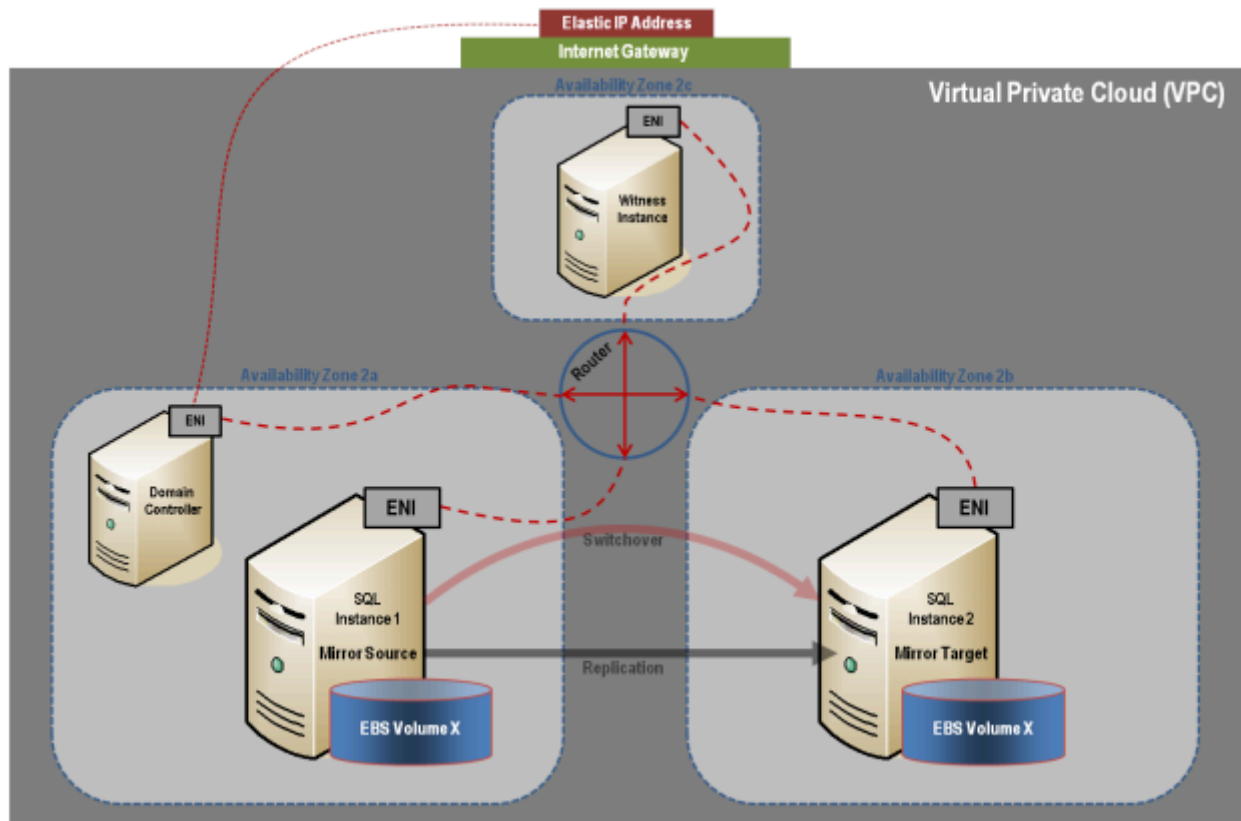 Elastic IP Address
Internet Gateway
Virtual Private Cloud (VPC)
Availability Zone 2c
ENI
Witness
Instance
Router
Availability Zone 2a
Availability Zone 2b
ENI
Domain
Controller
ENI
ENI
Switchover
SQL
Instance 1
Mirror Source
SQL
Instance 2
Mirror Target
Replication
EBS Volume X
EBS Volume X